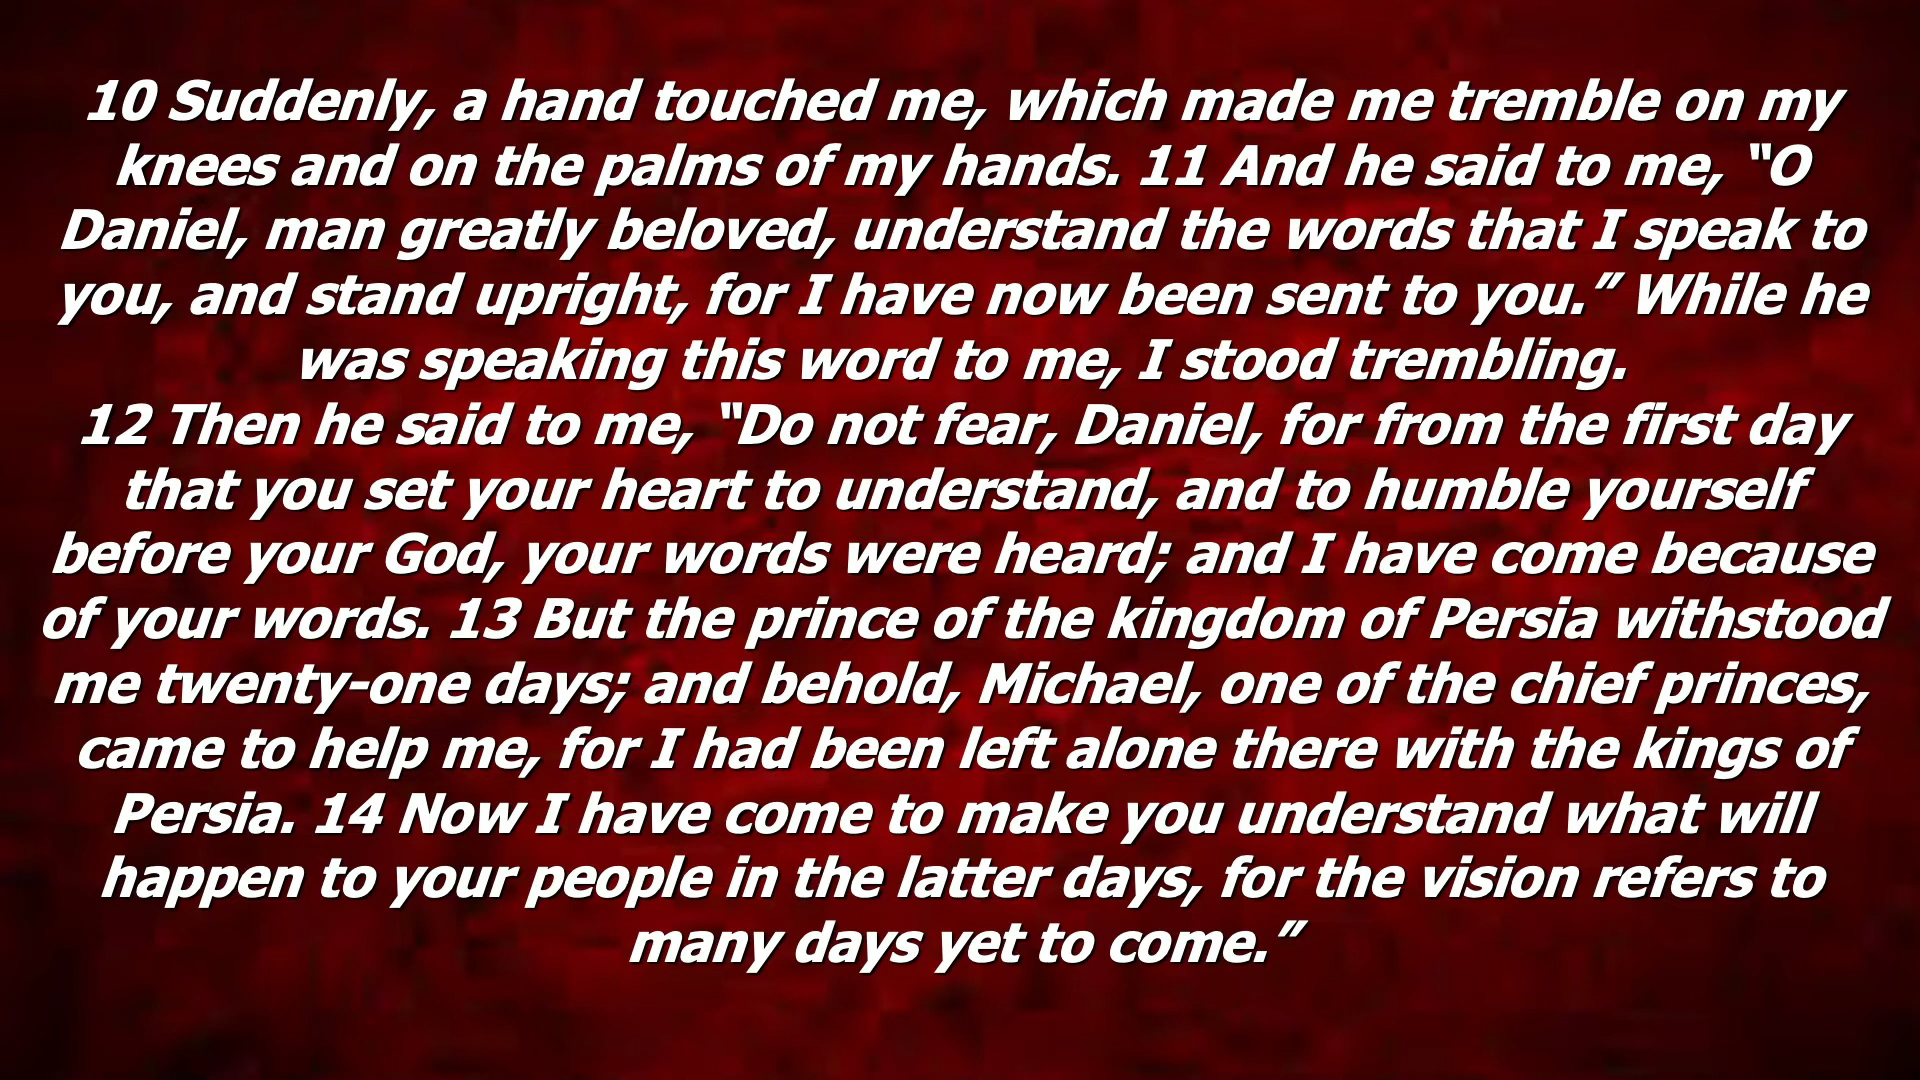 10 Suddenly, a hand touched me, which made me tremble on my
knees and on the palms of my hands. 11 And he said to me, “O
Daniel, man greatly beloved, understand the words that I speak to
you, and stand upright, for I have now been sent to you.” While he
was speaking this word to me, I stood trembling.
12 Then he said to me, “Do not fear, Daniel, for from the first day
that you set your heart to understand, and to humble yourself
before your God, your words were heard; and I have come because
of your words. 13 But the prince of the kingdom of Persia withstood
me twenty-one days; and behold, Michael, one of the chief princes,
came to help me, for I had been left alone there with the kings of
Persia. 14 Now I have come to make you understand what will
happen to your people in the latter days, for the vision refers to
many days yet to come.”